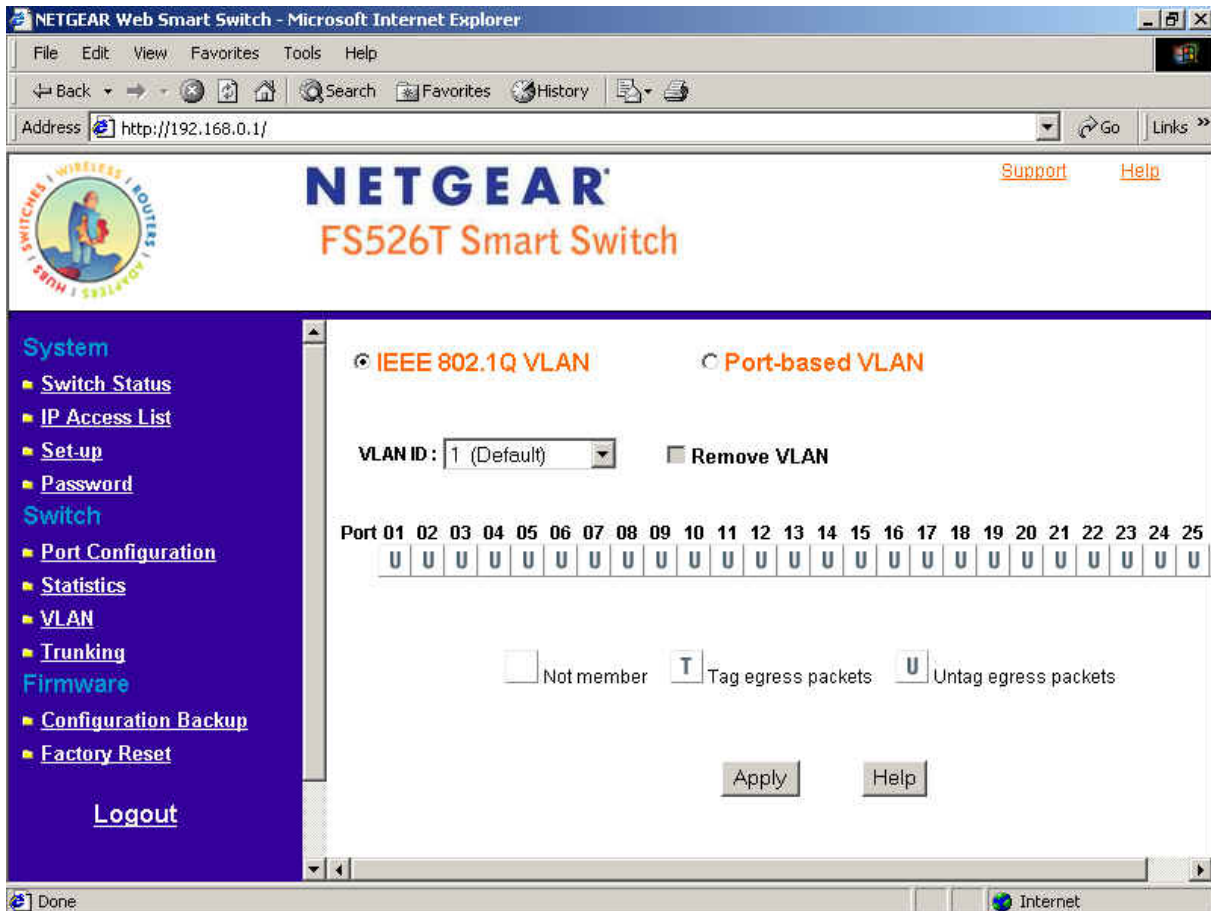 NETGEAR Web Smart Switch - Microsoft Internet Explorer
File Edit View Favorites Tools Help
Back Search Favorites History
Address http://192.168.0.1/ Go Links »
SWITCHES | WIRELESS | ROUTERS | ADAPTERS | HUBS |
NETGEAR
FS526T Smart Switch
Support Help
System
Switch Status
IP Access List
Set-up
Password
Switch
Port Configuration
Statistics
VLAN
Trunking
Firmware
Configuration Backup
Factory Reset
Logout
IEEE 802.1Q VLAN Port-based VLAN
VLAN ID : 1 (Default) Remove VLAN
Port 01 02 03 04 05 06 07 08 09 10 11 12 13 14 15 16 17 18 19 20 21 22 23 24 25
U U U U U U U U U U U U U U U U U U U U U U U U U
Not member T Tag egress packets U Untag egress packets
Apply Help
Done Internet